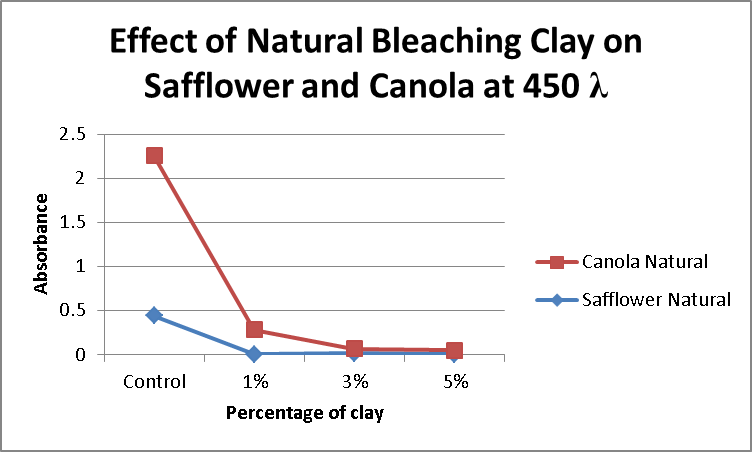 Effect of Natural Bleaching Clay on
Safflower and Canola at 450 λ
2.5
2
1.5
1
0.5
0
Absorbance
Control 1% 3% 5%
Percentage of clay
Canola Natural
Safflower Natural